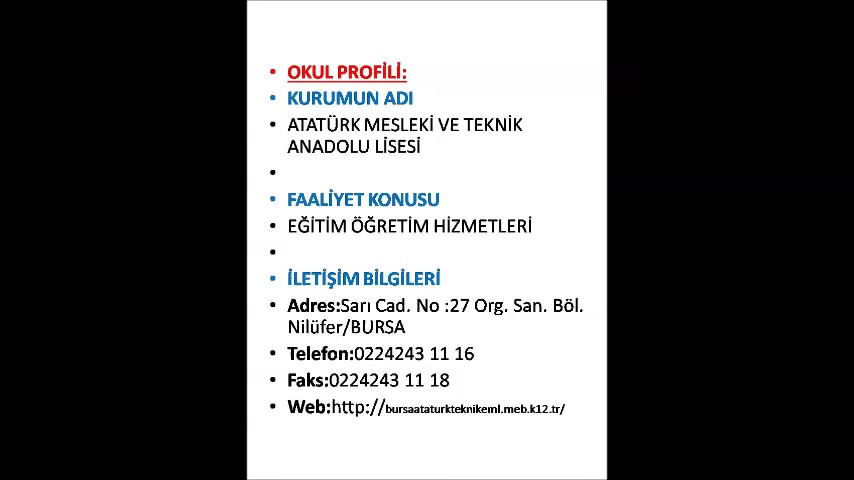 • OKUL PROFİLİ:
• KURUMUN ADI
• ATATÜRK MESLEKİ VE TEKNİK
ANADOLU LİSESİ
•
• FAALİYET KONUSU
• EĞİTİM ÖĞRETİM HİZMETLERİ
•
• İLETİŞİM BİLGİLERİ
• Adres:Sarı Cad. No :27 Org. San. Böl.
Nilüfer/BURSA
• Telefon:0224243 11 16
• Faks:0224243 11 18
• Web:http://bursaataturkteknikeml.meb.k12.tr/